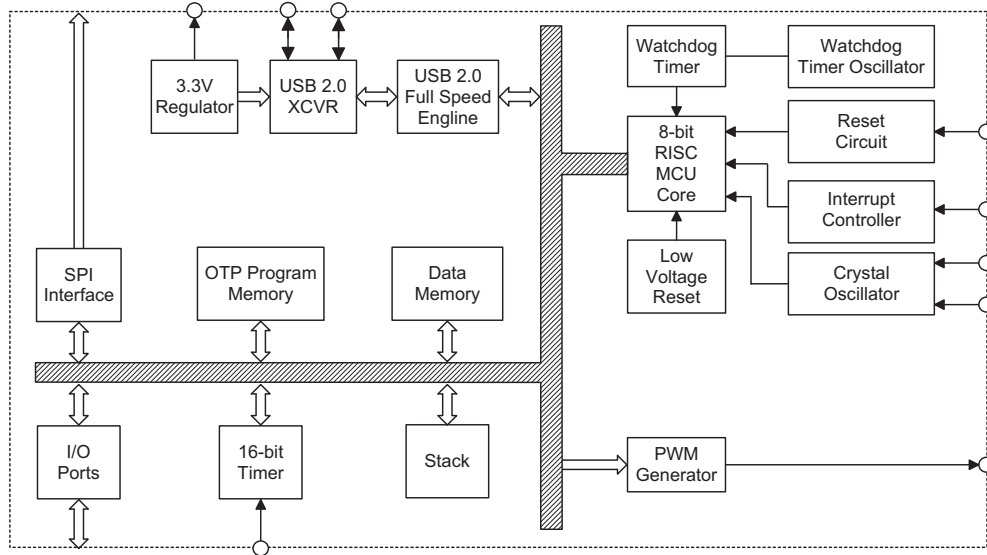 3.3V
Regulator
USB 2.0
XCVR
USB 2.0
Full Speed
Engline
Watchdog
Timer
Watchdog
Timer Oscillator
8-bit
RISC
MCU
Core
Reset
Circuit
Interrupt
Controller
Low
Voltage
Reset
Crystal
Oscillator
SPI
Interface
OTP Program
Memory
Data
Memory
I/O
Ports
16-bit
Timer
Stack
PWM
Generator